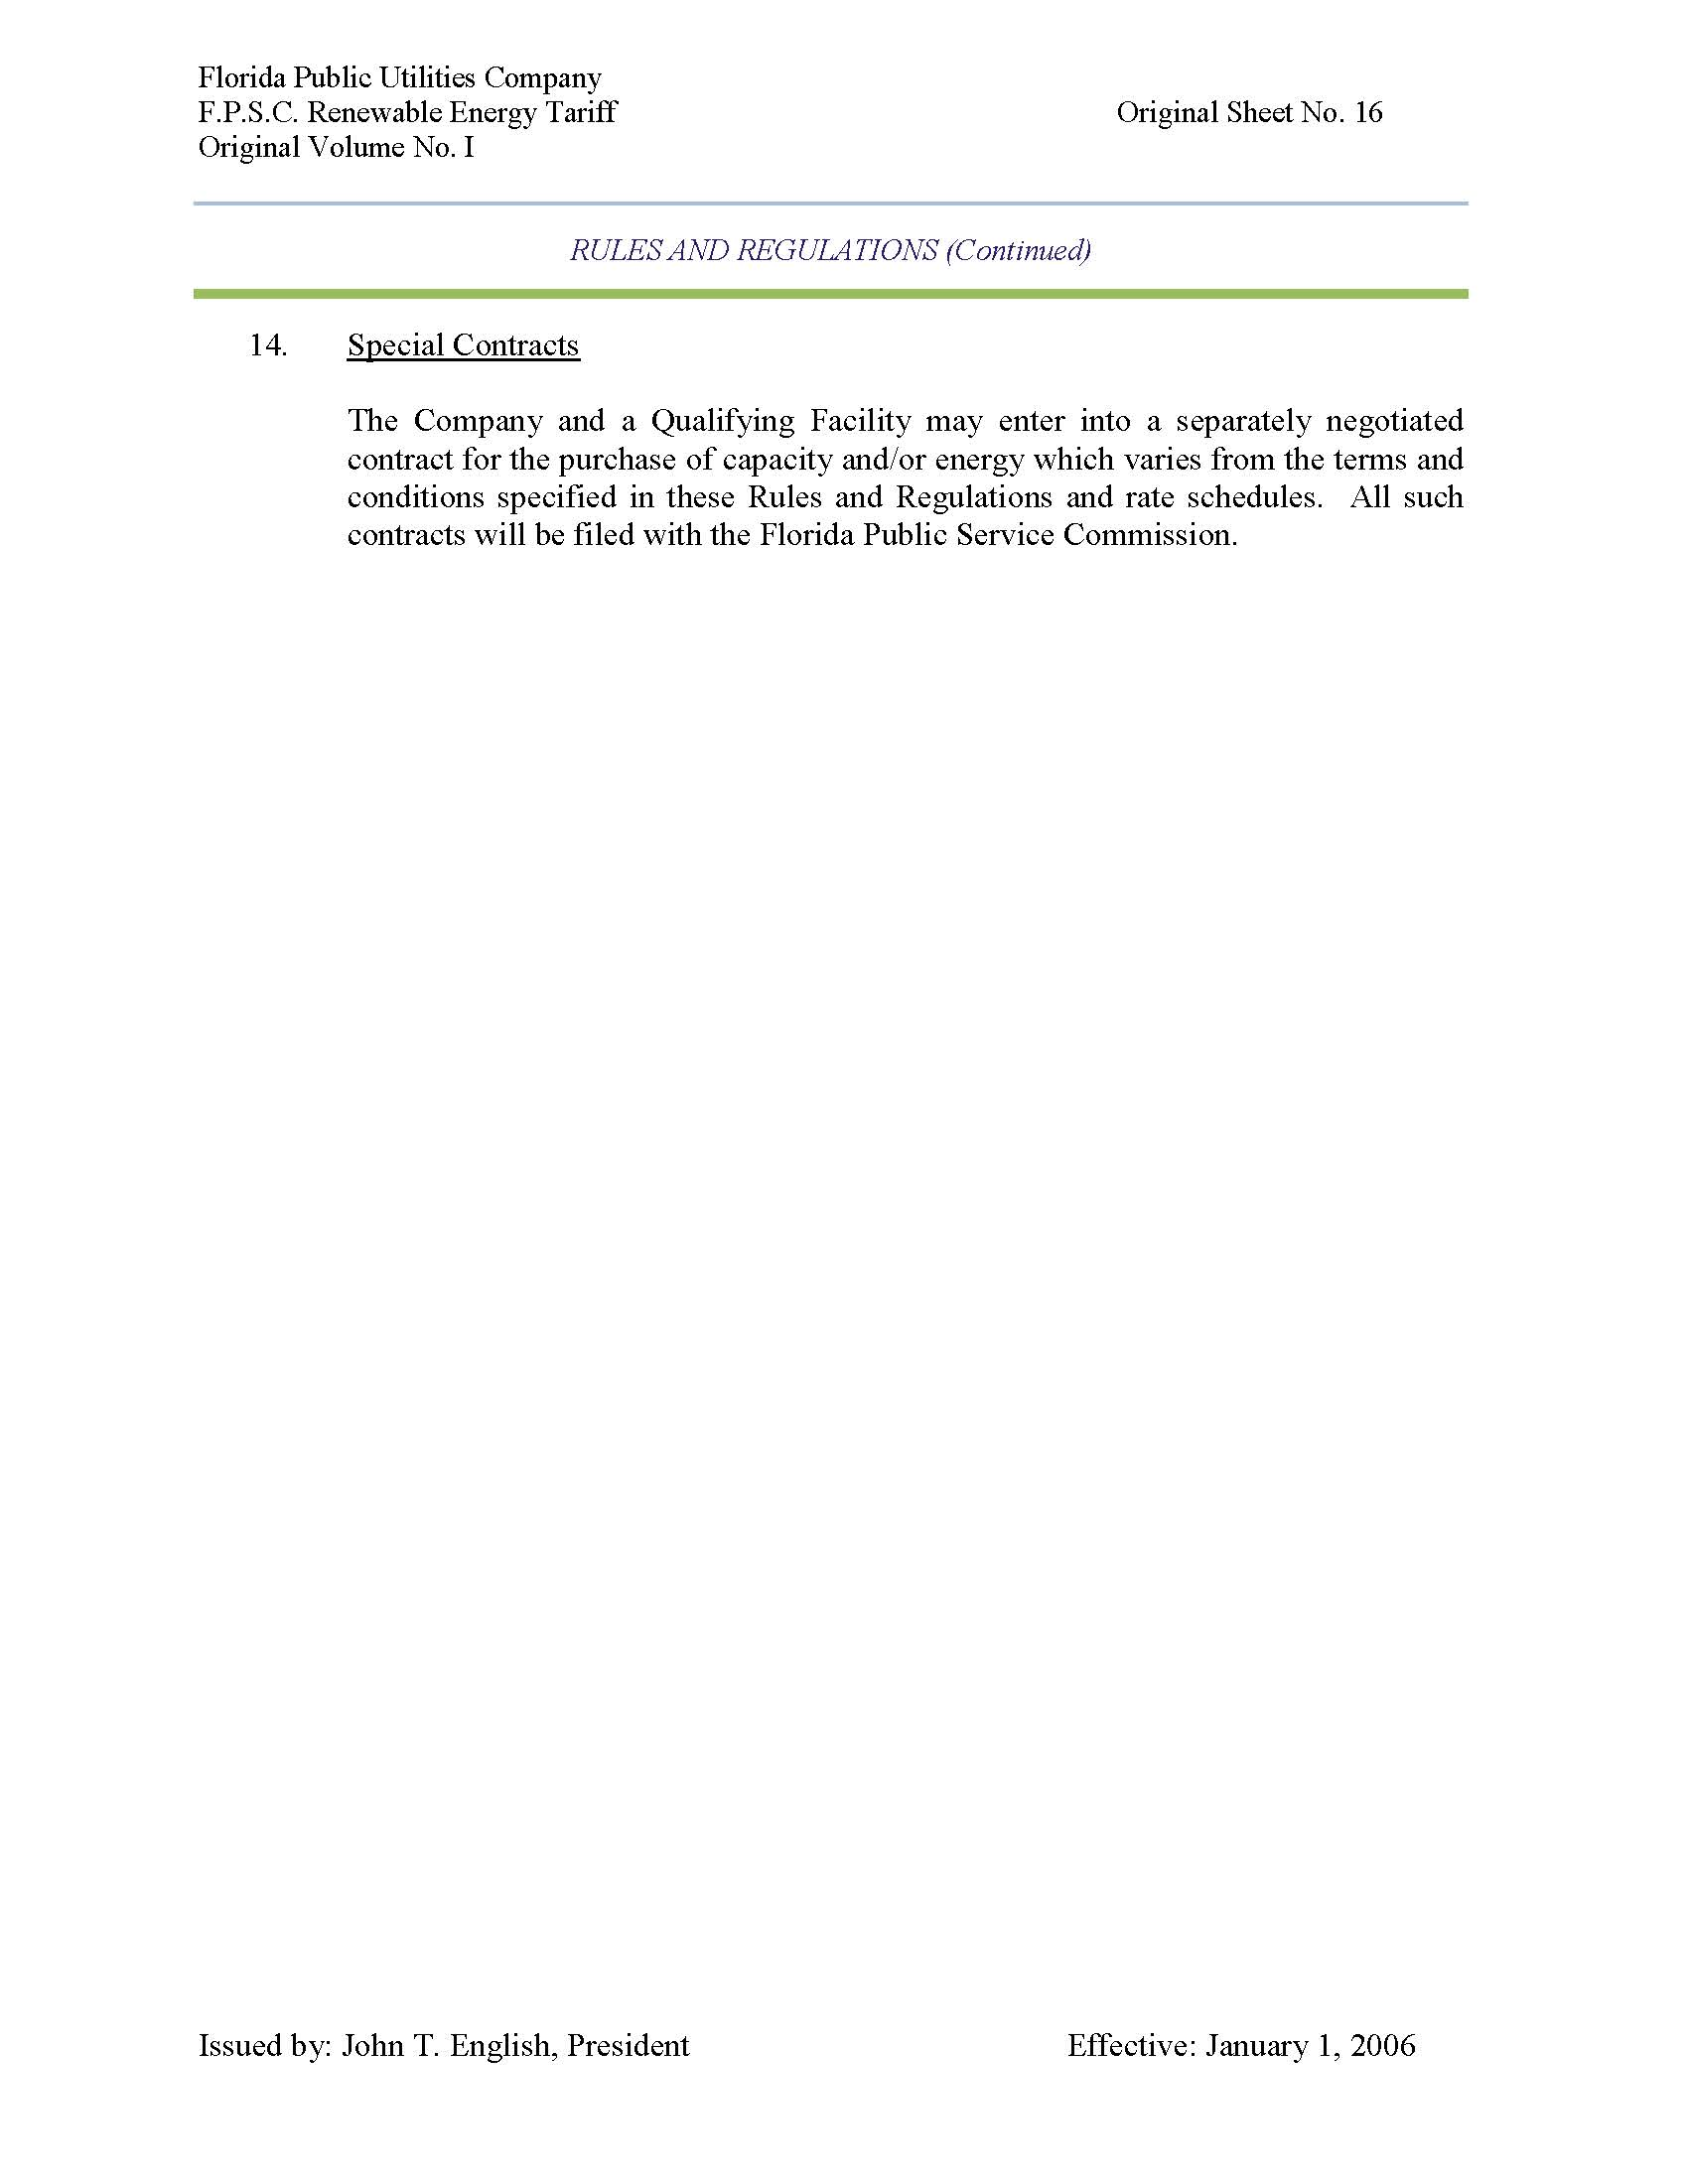 Florida Public Utilities Company
F.P.S.C. Renewable Energy Tariff Original Sheet No. 16
Original Volume No. I
RULES AND REGULATIONS (Continued)
14. Special Contracts
The Company and a Qualifying Facility may enter into a separately negotiated
contract for the purchase of capacity and/or energy which varies from the terms and
conditions specified in these Rules and Regulations and rate schedules. All such
contracts will be filed with the Florida Public Service Commission.
Issued by: John T. English, President Effective: January 1, 2006